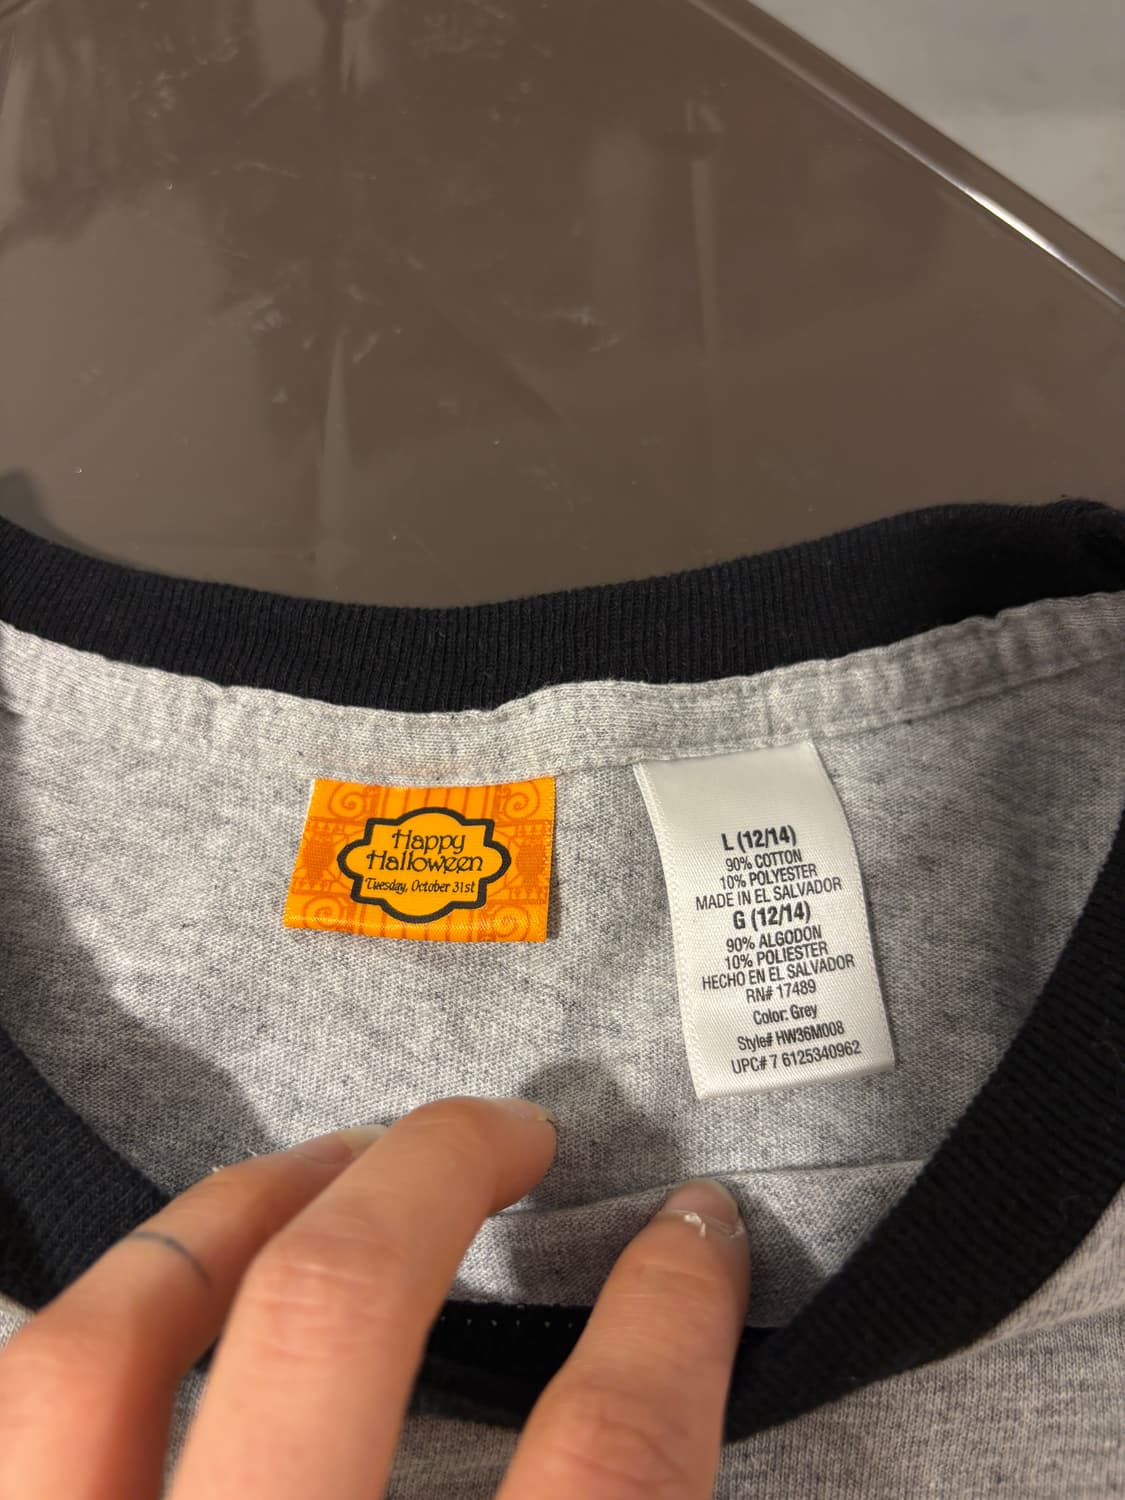 Happy
Halloween
Tuesday, October 31st
L (12/14)
90% COTTON
10% POLYESTER
MADE IN EL SALVADOR
G (12/14)
90% ALGODON
10% POLIESTER
HECHO EN EL SALVADOR
RN# 17489
Color: Grey
Style# HW36M008
UPC# 7 6125340962